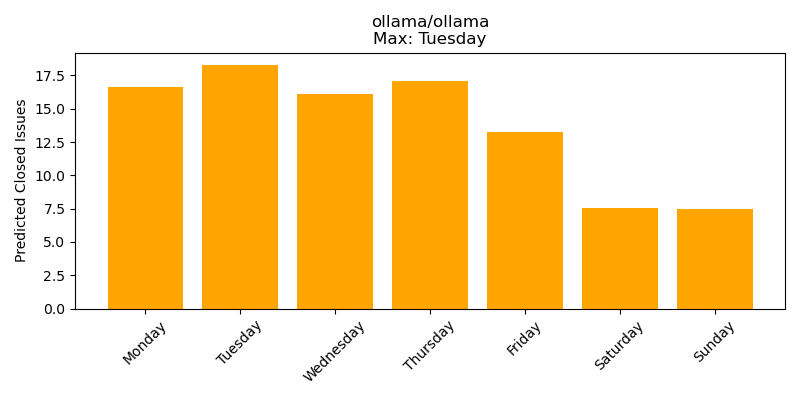 ollama/ollama
Max: Tuesday
Predicted Closed Issues
17.5
15.0
12.5
10.0
7.5
5.0
2.5
0.0
Monday
Tuesday
Wednesday
Thursday
Friday
Saturday
Sunday